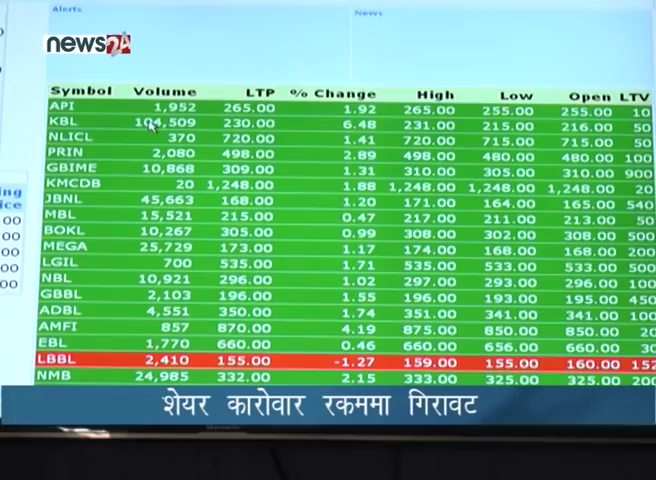 Alerts
News
news24
Symbol Volume LTP % Change High Low Open LTV
API 1,952 265.00 1.92 265.00 255.00 255.00 10
KBL 104,509 230.00 6.48 231.00 215.00 216.00 50
NLICL 370 720.00 1.41 720.00 715.00 715.00 50
PRIN 2,080 498.00 2.89 498.00 480.00 480.00 100
GBIME 10,868 309.00 1.31 310.00 305.00 310.00 900
KMCDB 20 1,248.00 1.88 1,248.00 1,248.00 1,248.00 20
JBNL 45,663 168.00 1.20 171.00 164.00 165.00 540
MBL 15,521 215.00 0.47 217.00 211.00 213.00 50
BOKL 10,267 305.00 0.99 308.00 302.00 308.00 500
MEGA 25,729 173.00 1.17 174.00 168.00 168.00 200
LGIL 700 535.00 1.71 535.00 533.00 533.00 500
NBL 10,921 296.00 1.02 297.00 293.00 296.00 100
GBBL 2,103 196.00 1.55 196.00 193.00 195.00 450
ADBL 4,551 350.00 1.74 351.00 341.00 341.00 100
AMFI 857 870.00 4.19 875.00 850.00 850.00 20
EBL 1,770 660.00 0.46 660.00 656.00 660.00 30
LBBL 2,410 155.00 -1.27 159.00 155.00 160.00 152
NMB 24,985 332.00 2.15 333.00 325.00 325.00 200
ing
ice
.00
.00
.00
.00
.00
शेयर कारोवार रकममा गिरावट